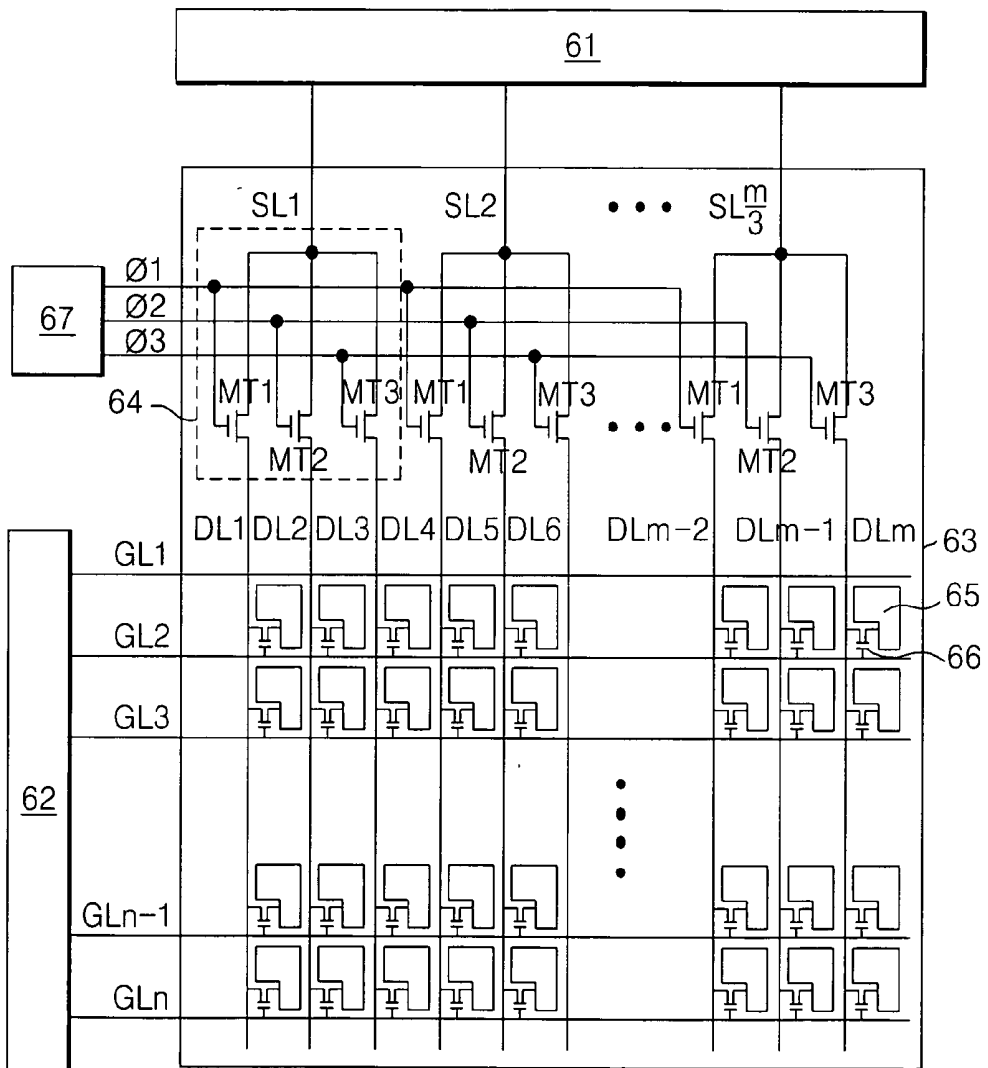 61
SL1 SL2 SLm/3
Ø1
67 Ø2
Ø3
64 MT1 MT3 MT1 MT3 MT1 MT3
MT2 MT2 MT2
DL1 DL2 DL3 DL4 DL5 DL6 DLm-2 DLm-1 DLm 63
GL1
65
GL2
66
GL3
62
GLn-1
GLn